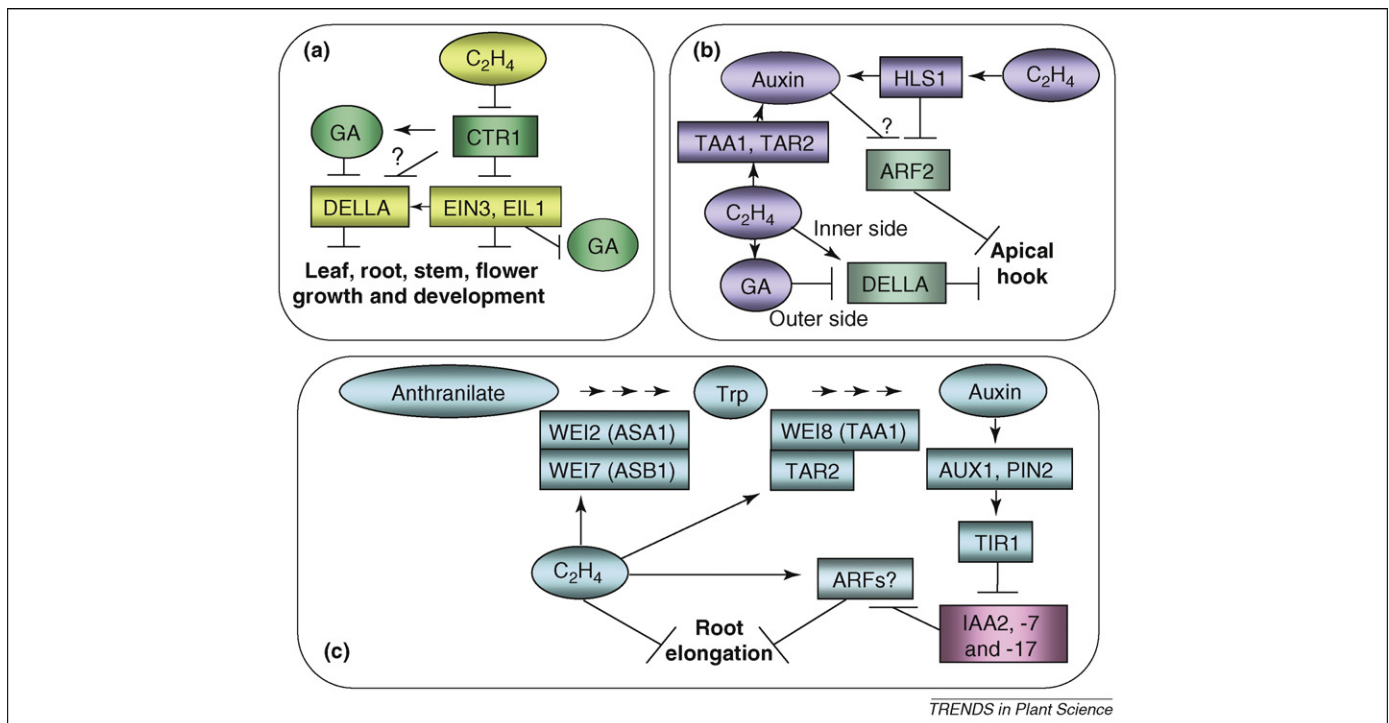 (a)
C₂H₄
GA
CTR1
?
DELLA
EIN3, EIL1
GA
Leaf, root, stem, flower
growth and development
(b)
Auxin
HLS1
C₂H₄
?
TAA1, TAR2
ARF2
C₂H₄
Inner side
Apical
hook
GA
DELLA
Outer side
Anthranilate
Trp
Auxin
WEI2 (ASA1)
WEI8 (TAA1)
WEI7 (ASB1)
TAR2
AUX1, PIN2
TIR1
C₂H₄
ARFs?
Root
elongation
IAA2, -7
and -17
(c)
TRENDS in Plant Science